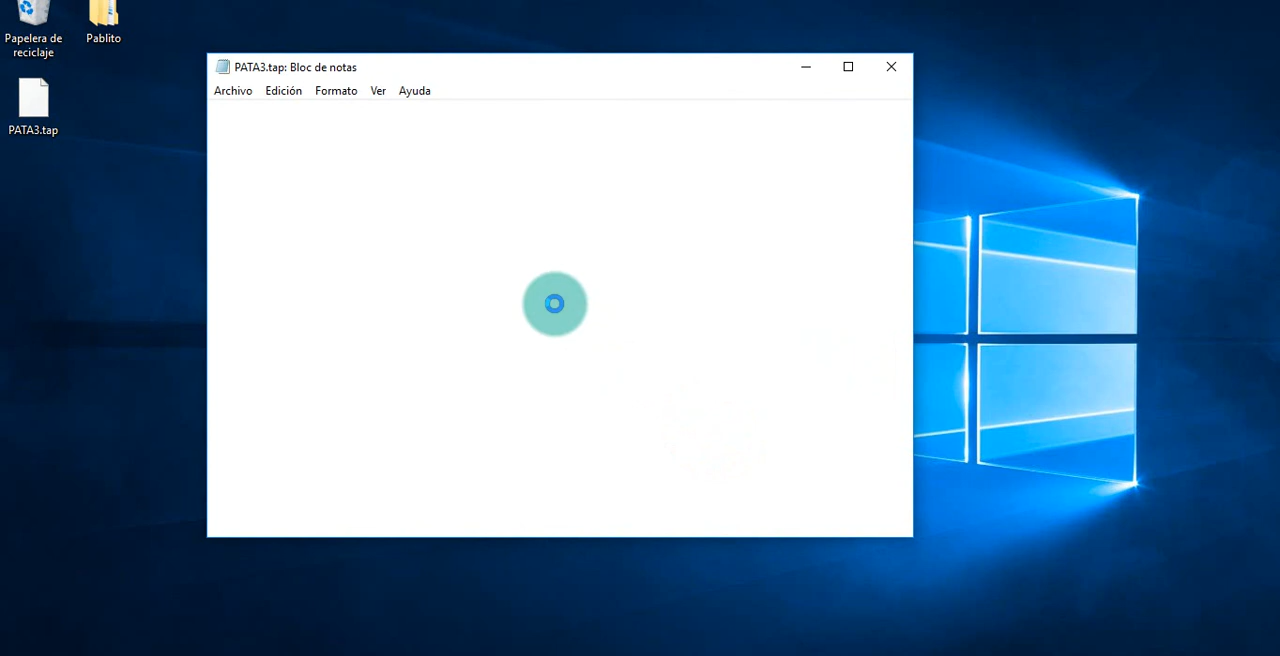 Papelera de
reciclaje
Pablito
PATA3.tap
PATA3.tap: Bloc de notas
Archivo Edición Formato Ver Ayuda